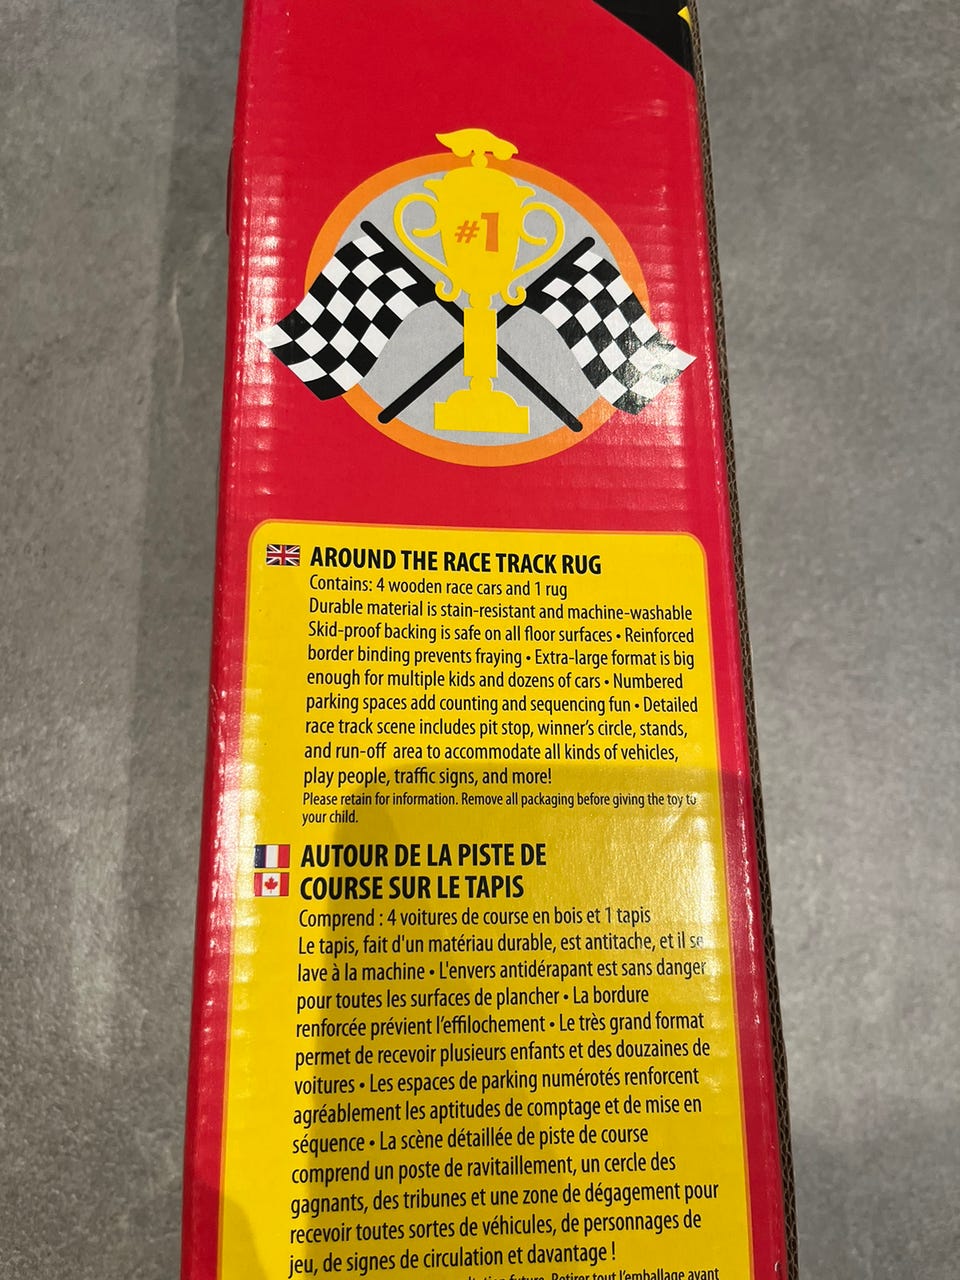 #1
AROUND THE RACE TRACK RUG
Contains: 4 wooden race cars and 1 rug
Durable material is stain-resistant and machine-washable
Skid-proof backing is safe on all floor surfaces • Reinforced
border binding prevents fraying • Extra-large format is big
enough for multiple kids and dozens of cars • Numbered
parking spaces add counting and sequencing fun • Detailed
race track scene includes pit stop, winner's circle, stands,
and run-off area to accommodate all kinds of vehicles,
play people, traffic signs, and more!
Please retain for information. Remove all packaging before giving the toy to
your child.
AUTOUR DE LA PISTE DE
COURSE SUR LE TAPIS
Comprend : 4 voitures de course en bois et 1 tapis
Le tapis, fait d'un matériau durable, est antitache, et il se
lave à la machine • L'envers antidérapant est sans danger
pour toutes les surfaces de plancher • La bordure
renforcée prévient l'effilochement • Le très grand format
permet de recevoir plusieurs enfants et des douzaines de
voitures • Les espaces de parking numérotés renforcent
agréablement les aptitudes de comptage et de mise en
séquence • La scène détaillée de piste de course
comprend un poste de ravitaillement, un cercle des
gagnants, des tribunes et une zone de dégagement pour
recevoir toutes sortes de véhicules, de personnages de
jeu, de signes de circulation et davantage !
future. Retirer tout l'emballage avant